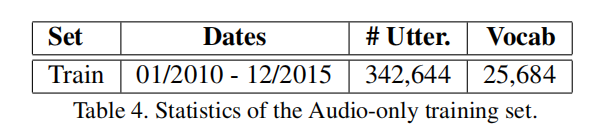 Set Dates # Utter. Vocab
Train 01/2010 - 12/2015 342,644 25,684
Table 4. Statistics of the Audio-only training set.